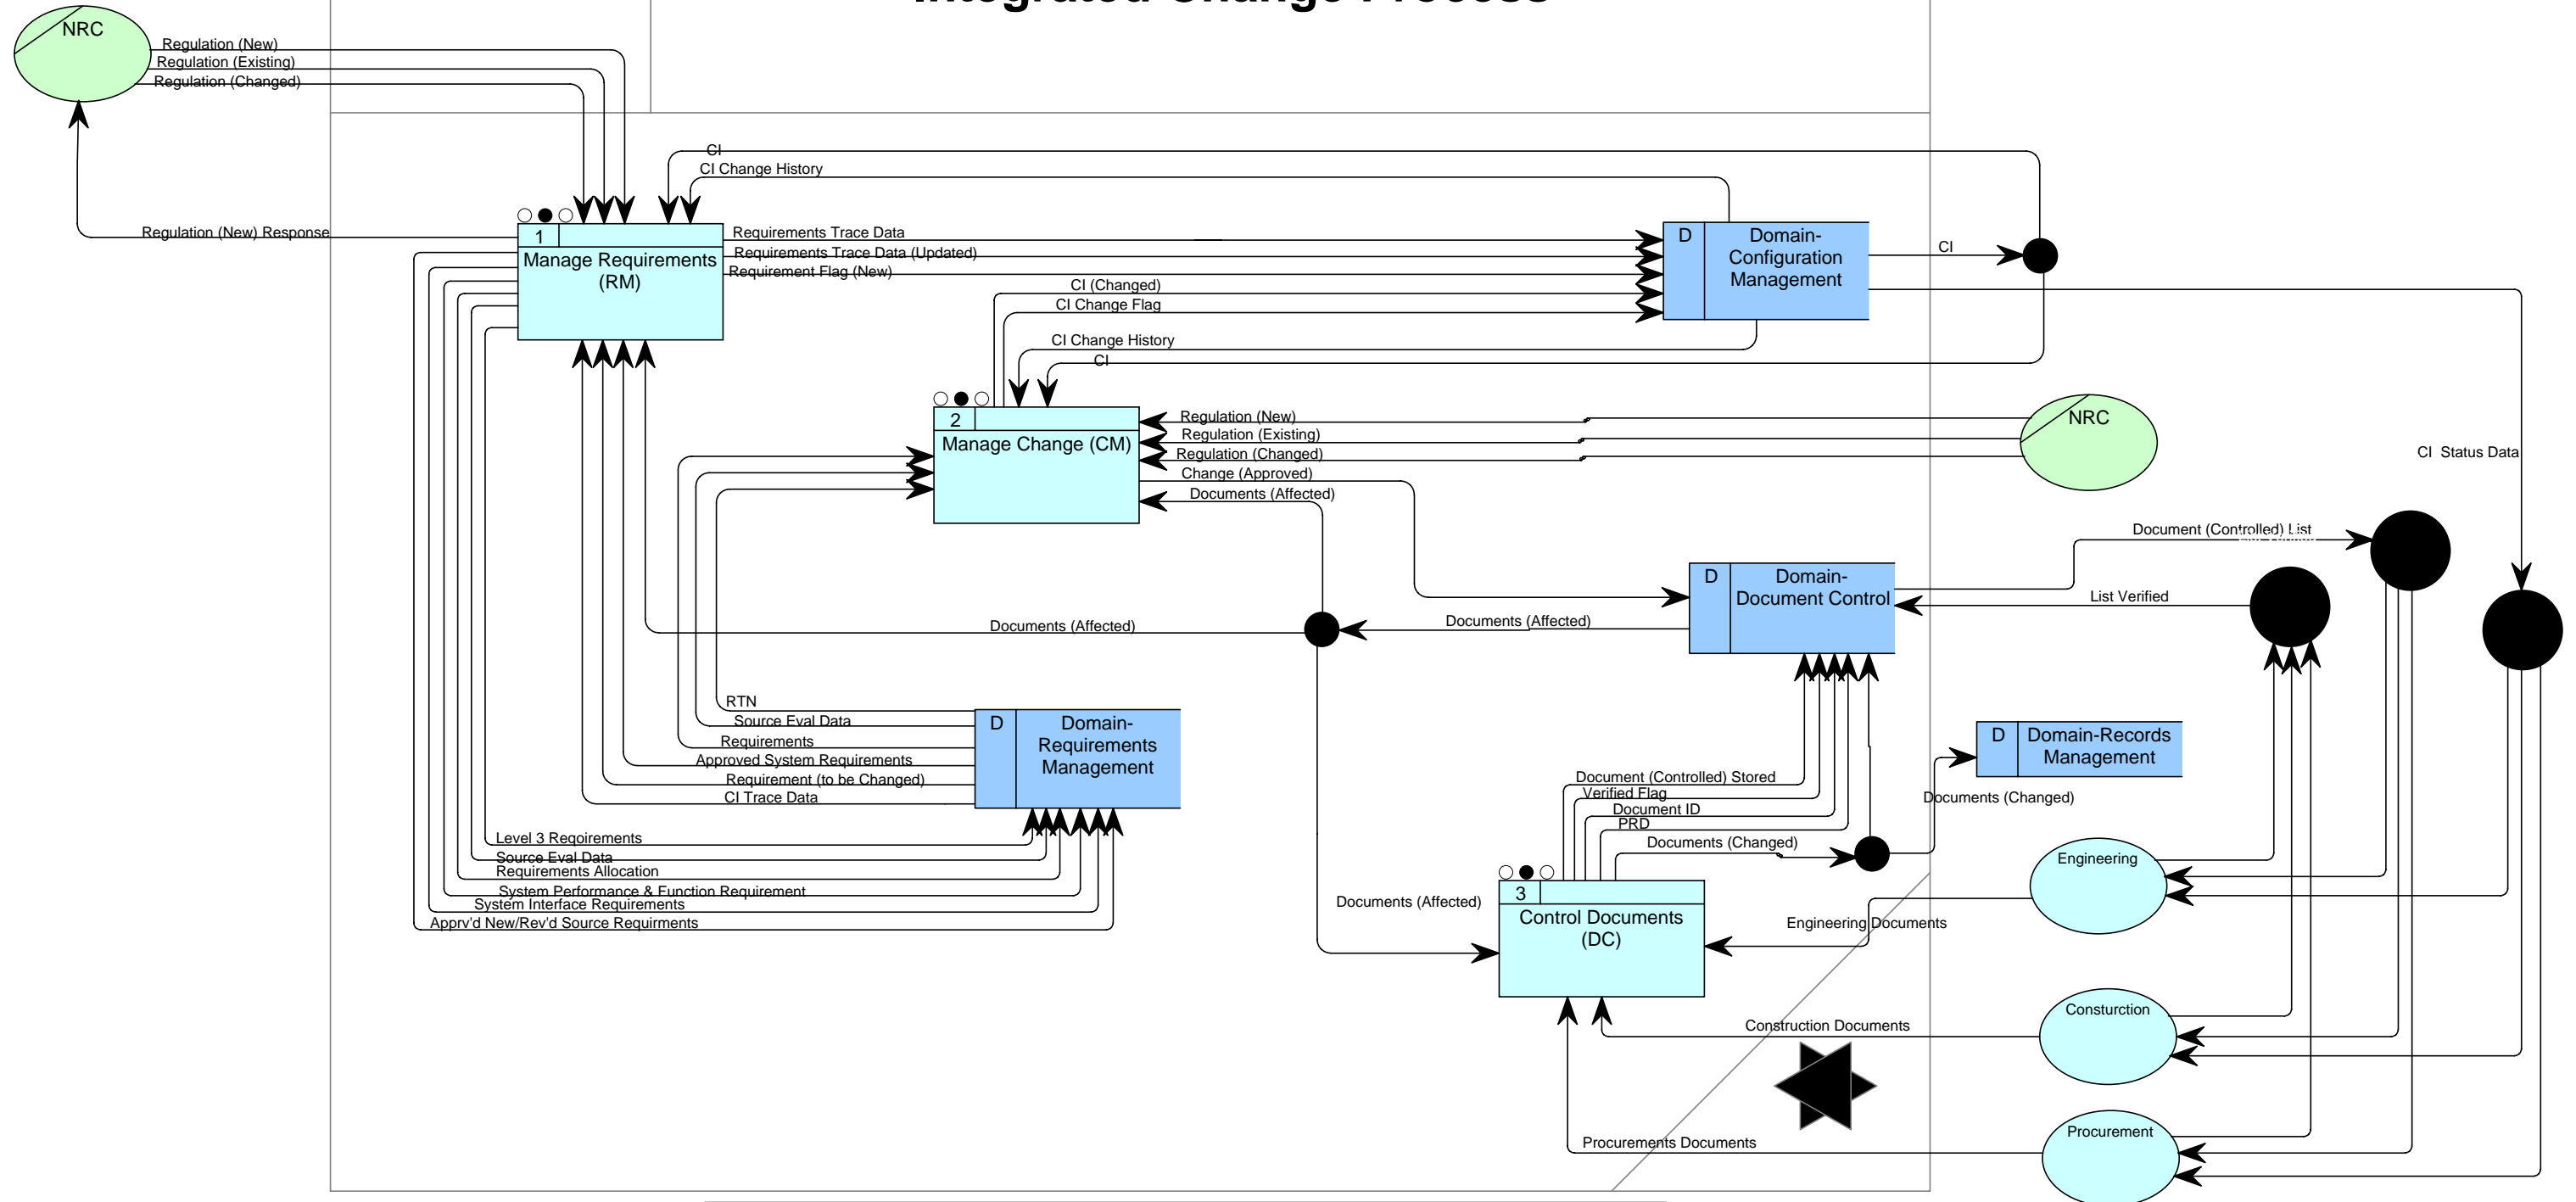 Integrated Change Process
NRC
Regulation (New)
Regulation (Existing)
Regulation (Changed)
CI
CI Change History
Regulation (New) Response
1
Manage Requirements
(RM)
Requirements Trace Data
Requirements Trace Data (Updated)
Requirement Flag (New)
CI (Changed)
CI Change Flag
CI Change History
CI
D
Domain-
Configuration
Management
CI
2
Manage Change (CM)
Regulation (New)
Regulation (Existing)
Regulation (Changed)
Change (Approved)
Documents (Affected)
NRC
CI Status Data
Document (Controlled) List
List Verified
D
Domain-
Document Control
Documents (Affected)
Documents (Affected)
RTN
Source Eval Data
Requirements
Approved System Requirements
Requirement (to be Changed)
CI Trace Data
D
Domain-
Requirements
Management
D
Domain-Records
Management
Document (Controlled) Stored
Verified Flag
Document ID
PRD
Documents (Changed)
Documents (Changed)
Level 3 Reqoirements
Source Eval Data
Requirements Allocation
System Performance & Function Requirement
System Interface Requirements
Apprv'd New/Rev'd Source Requirments
Documents (Affected)
3
Control Documents
(DC)
Engineering
Engineering Documents
Consturction
Construction Documents
Procurement
Procurements Documents